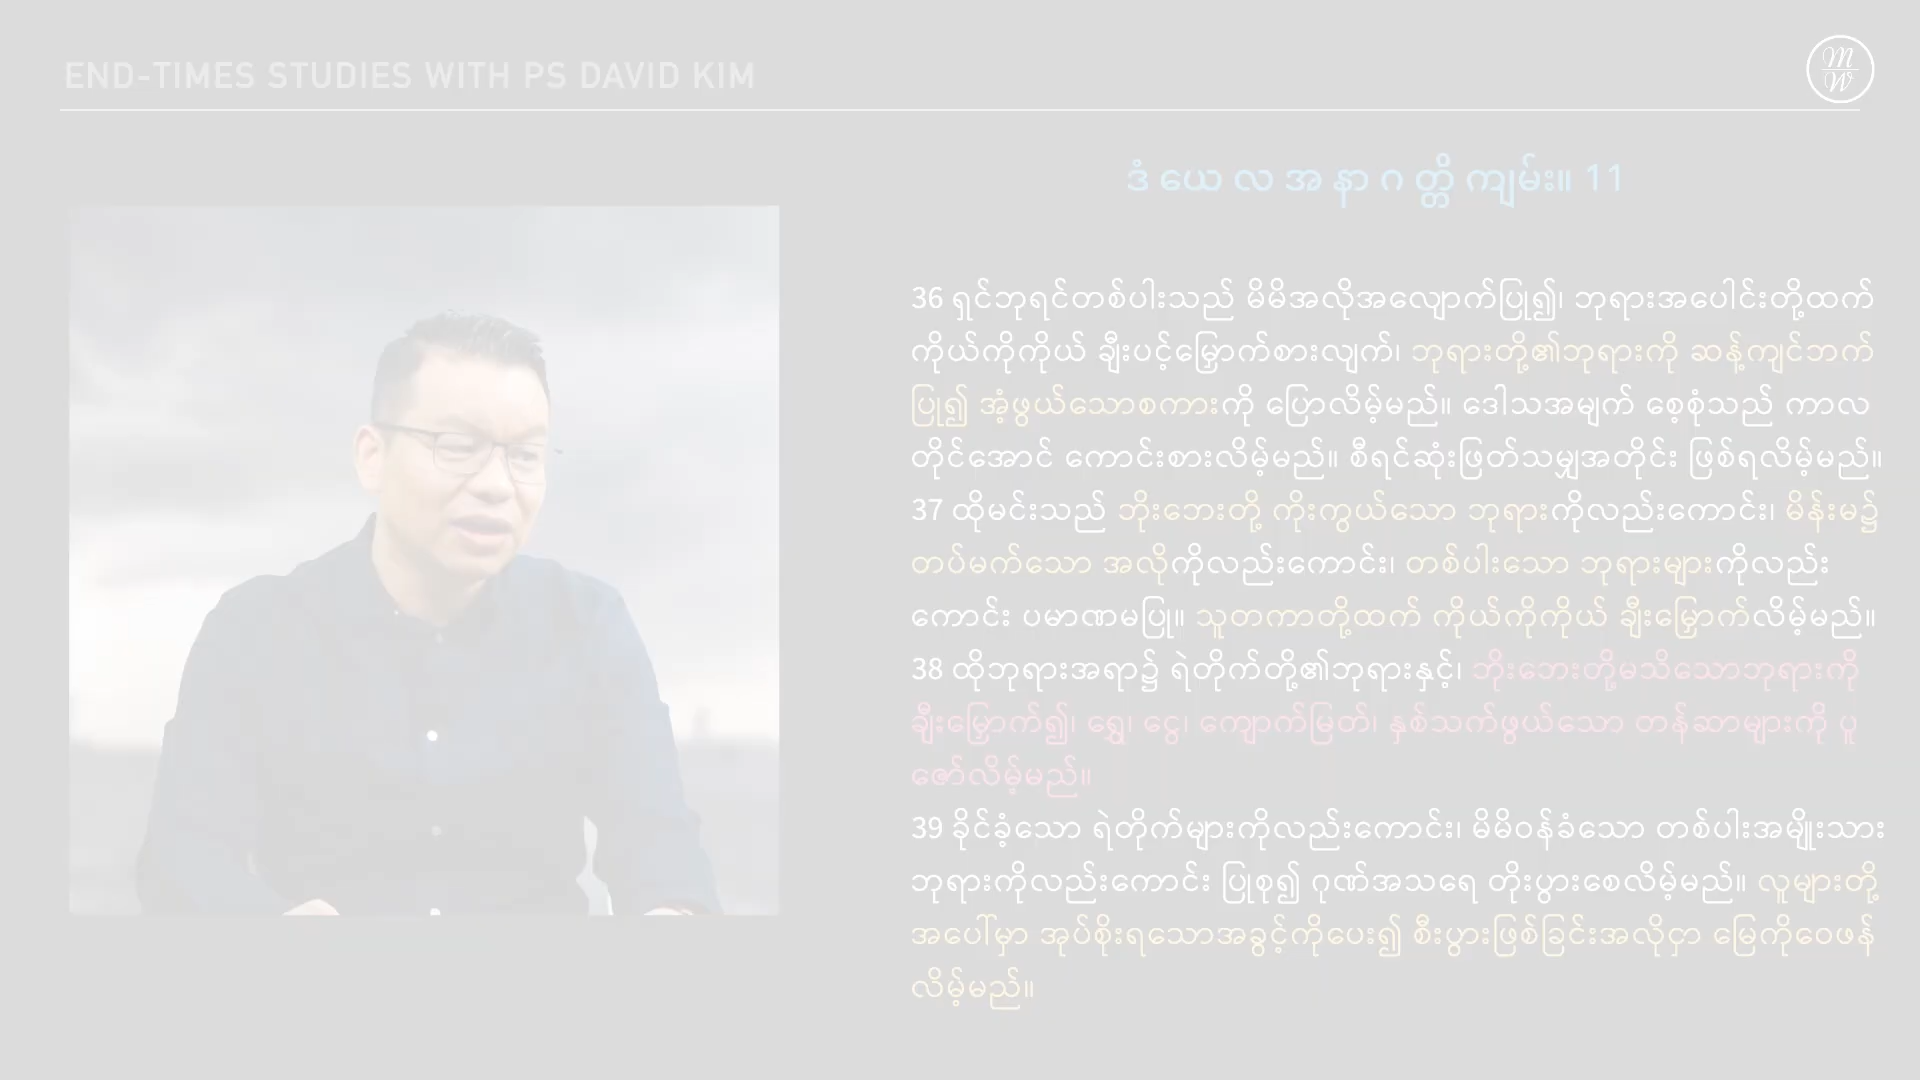 END-TIMES STUDIES WITH PS DAVID KIM
M
W
ဒံ ယေ လ အ နာ ဂ တ္တိ ကျမ်း။ 11
36 ရှင်ဘုရင်တစ်ပါးသည် မိမိအလိုအလျောက်ပြု၍၊ ဘုရားအပေါင်းတို့ထက်
ကိုယ်ကိုကိုယ် ချီးပင့်မြှောက်စားလျက်၊ ဘုရားတို့၏ဘုရားကို ဆန့်ကျင်ဘက်
ပြု၍ အံ့ဖွယ်သောစကားကို ပြောလိမ့်မည်။ ဒေါသအမျက် စေ့စုံသည် ကာလ
တိုင်အောင် ကောင်းစားလိမ့်မည်။ စီရင်ဆုံးဖြတ်သမျှအတိုင်း ဖြစ်ရလိမ့်မည်။
37 ထိုမင်းသည် ဘိုးဘေးတို့ ကိုးကွယ်သော ဘုရားကိုလည်းကောင်း၊ မိန်းမ၌
တပ်မက်သော အလိုကိုလည်းကောင်း၊ တစ်ပါးသော ဘုရားများကိုလည်း
ကောင်း ပမာဏမပြု။ သူတကာတို့ထက် ကိုယ်ကိုကိုယ် ချီးမြှောက်လိမ့်မည်။
38 ထိုဘုရားအရာ၌ ရဲတိုက်တို့၏ဘုရားနှင့်၊ ဘိုးဘေးတို့မသိသောဘုရားကို
ချီးမြှောက်၍၊ ရွှေ၊ ငွေ၊ ကျောက်မြတ်၊ နှစ်သက်ဖွယ်သော တန်ဆာများကို ပူ
ဇော်လိမ့်မည်။
39 ခိုင်ခံ့သော ရဲတိုက်များကိုလည်းကောင်း၊ မိမိဝန်ခံသော တစ်ပါးအမျိုးသား
ဘုရားကိုလည်းကောင်း ပြုစု၍ ဂုဏ်အသရေ တိုးပွားစေလိမ့်မည်။ လူများတို့
အပေါ်မှာ အုပ်စိုးရသောအခွင့်ကိုပေး၍ စီးပွားဖြစ်ခြင်းအလိုငှာ မြေကိုဝေဖန်
လိမ့်မည်။